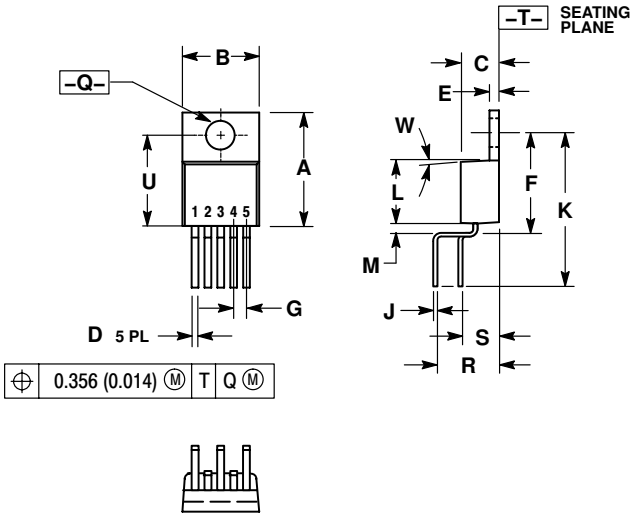 –T– SEATING
PLANE
B
C
–Q–
E
W
U
A
L
F
K
1 2 3 4 5
M
G
J
D 5 PL
S
R
⌖ 0.356 (0.014) Ⓜ T Q Ⓜ